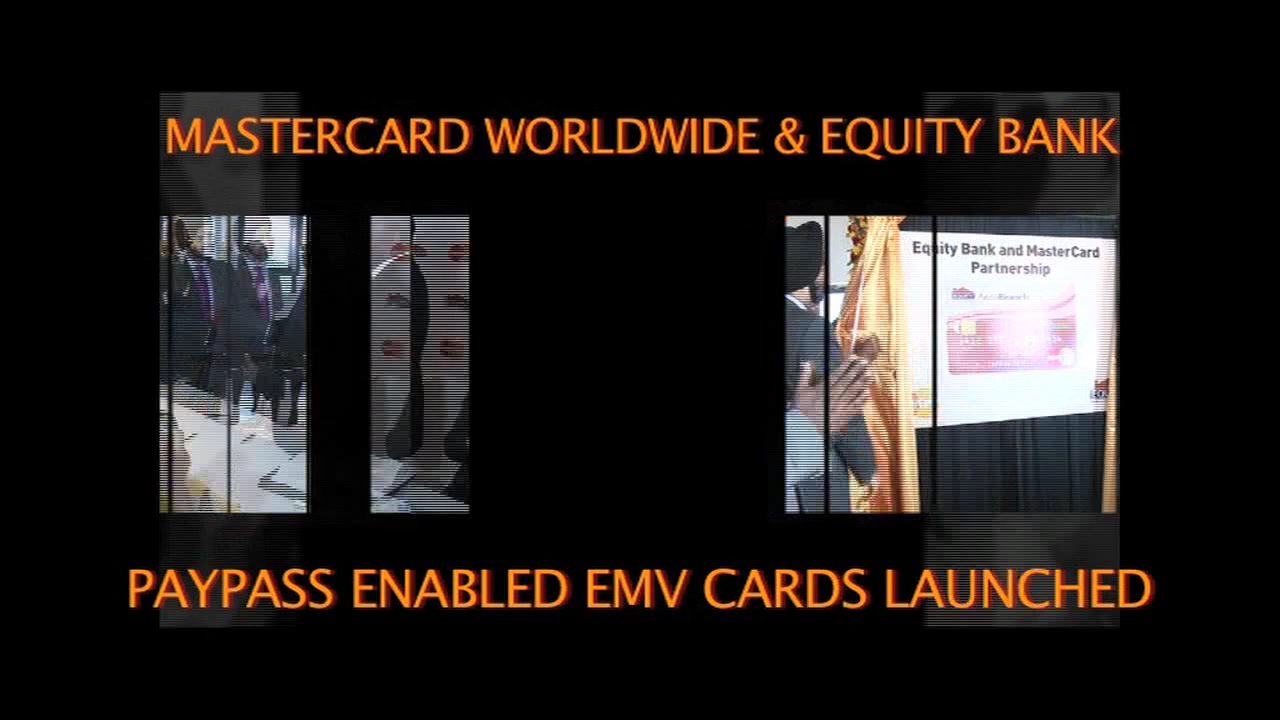 MASTERCARD WORLDWIDE & EQUITY BANK
Equity Bank and MasterCard
Partnership
PAYPASS ENABLED EMV CARDS LAUNCHED